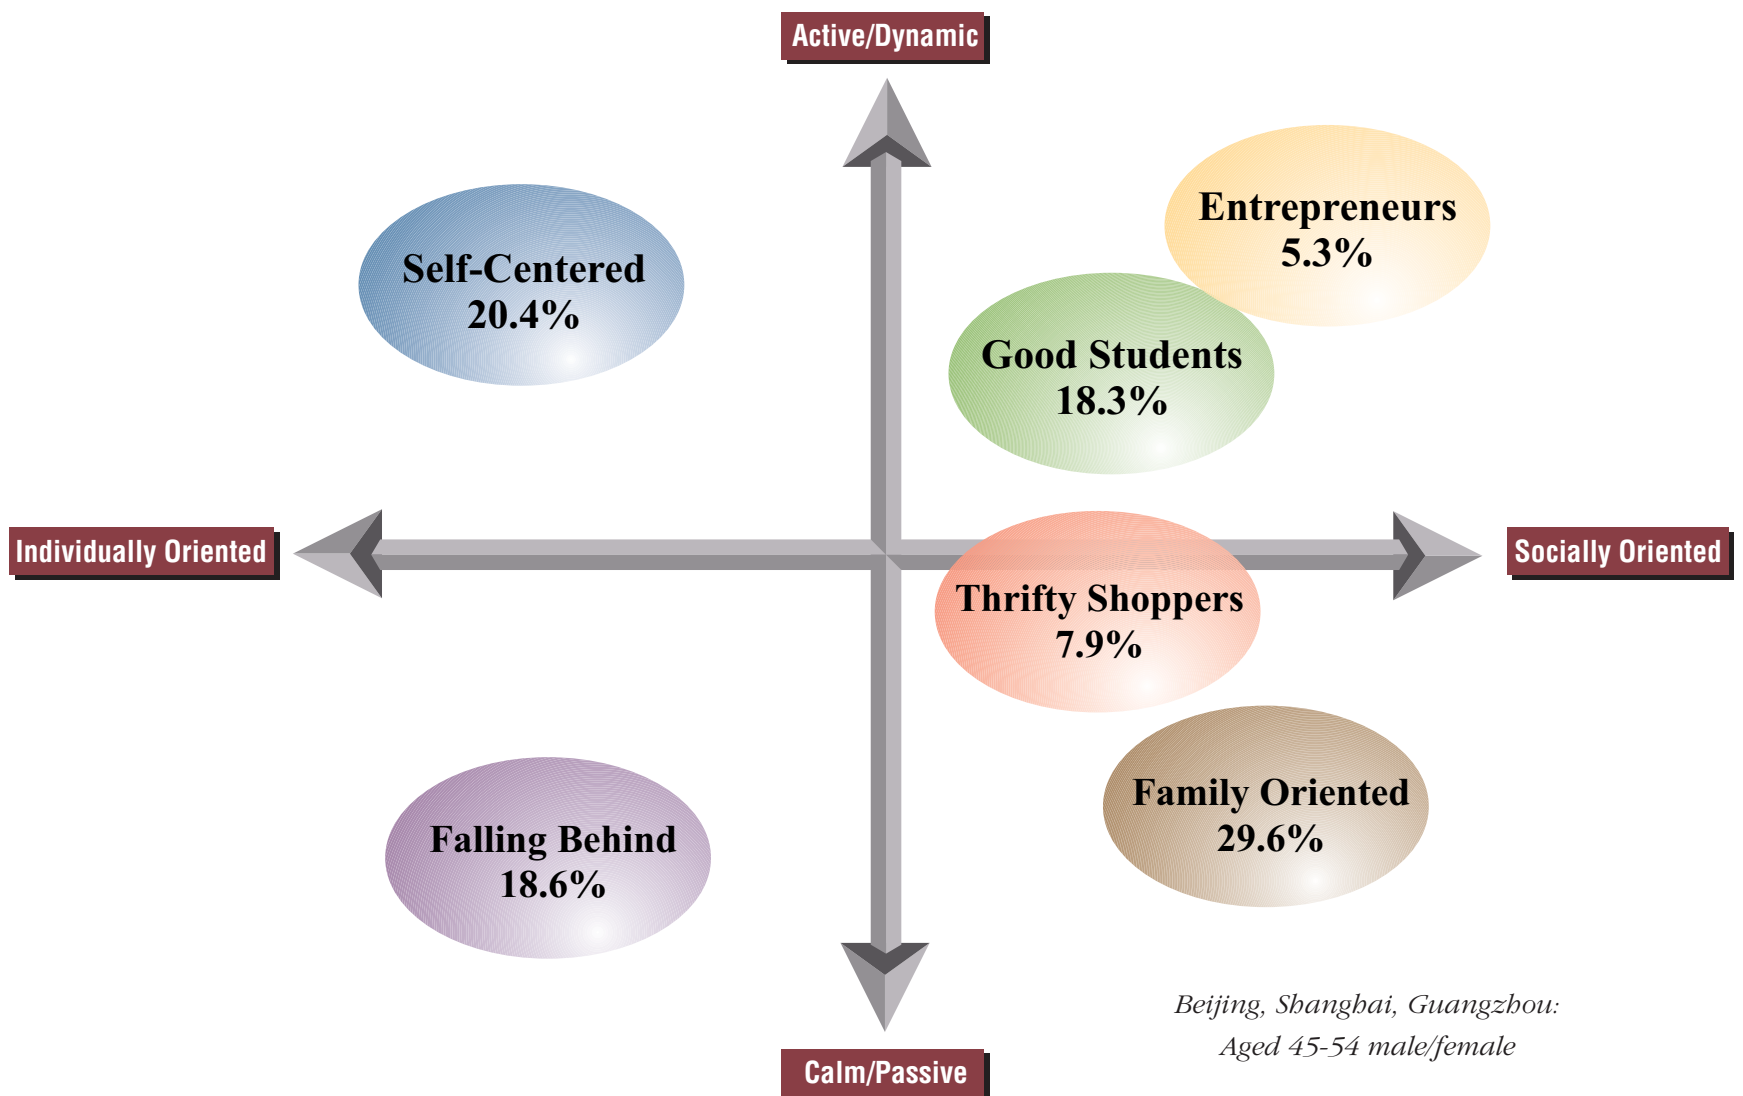 Active/Dynamic
Entrepreneurs
5.3%
Self-Centered
20.4%
Good Students
18.3%
Individually Oriented
Socially Oriented
Thrifty Shoppers
7.9%
Family Oriented
29.6%
Falling Behind
18.6%
Beijing, Shanghai, Guangzhou:
Aged 45-54 male/female
Calm/Passive